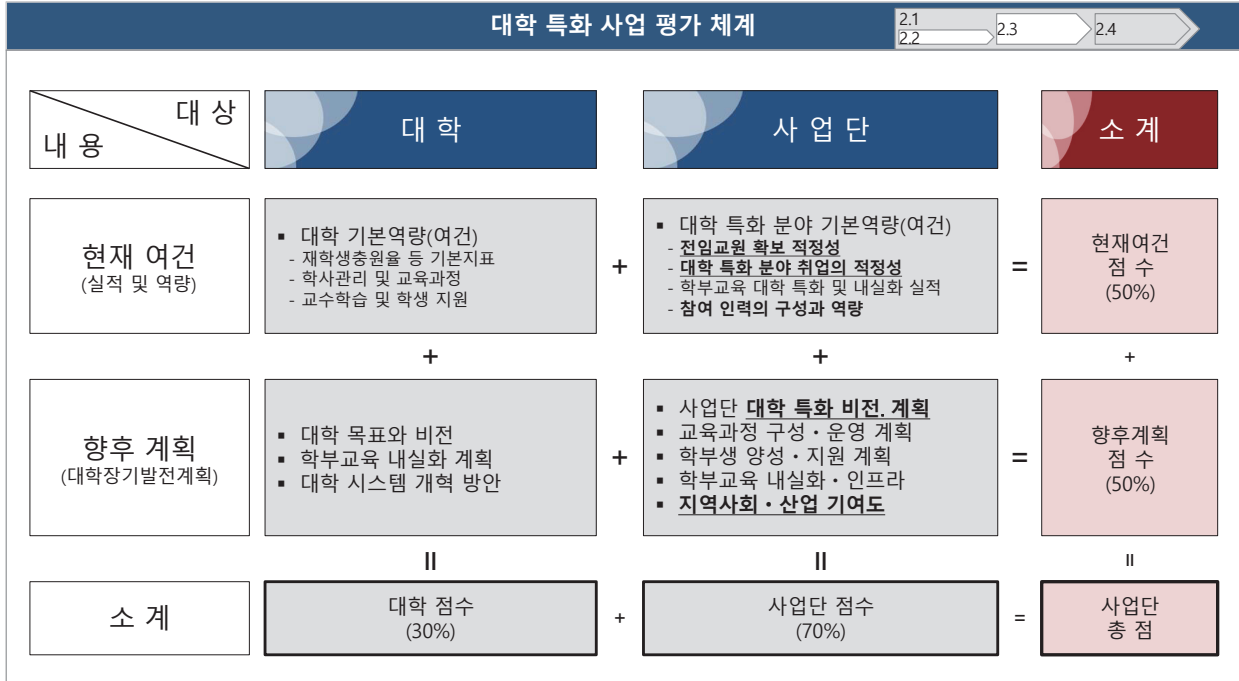 대학 특화 사업 평가 체계
2.1
2.2
2.3
2.4
대 상
내 용
대 학
사 업 단
소 계
현재 여건
(실적 및 역량)
▪ 대학 기본역량(여건)
- 재학생충원율 등 기본지표
- 학사관리 및 교육과정
- 교수학습 및 학생 지원
+
▪ 대학 특화 분야 기본역량(여건)
- 전임교원 확보 적정성
- 대학 특화 분야 취업의 적정성
- 학부교육 대학 특화 및 내실화 실적
- 참여 인력의 구성과 역량
=
현재여건
점 수
(50%)
+
+
+
향후 계획
(대학장기발전계획)
▪ 대학 목표와 비전
▪ 학부교육 내실화 계획
▪ 대학 시스템 개혁 방안
+
▪ 사업단 대학 특화 비전. 계획
▪ 교육과정 구성・운영 계획
▪ 학부생 양성・지원 계획
▪ 학부교육 내실화・인프라
▪ 지역사회・산업 기여도
=
향후계획
점 수
(50%)
=
=
=
소 계
대학 점수
(30%)
+
사업단 점수
(70%)
=
사업단
총 점